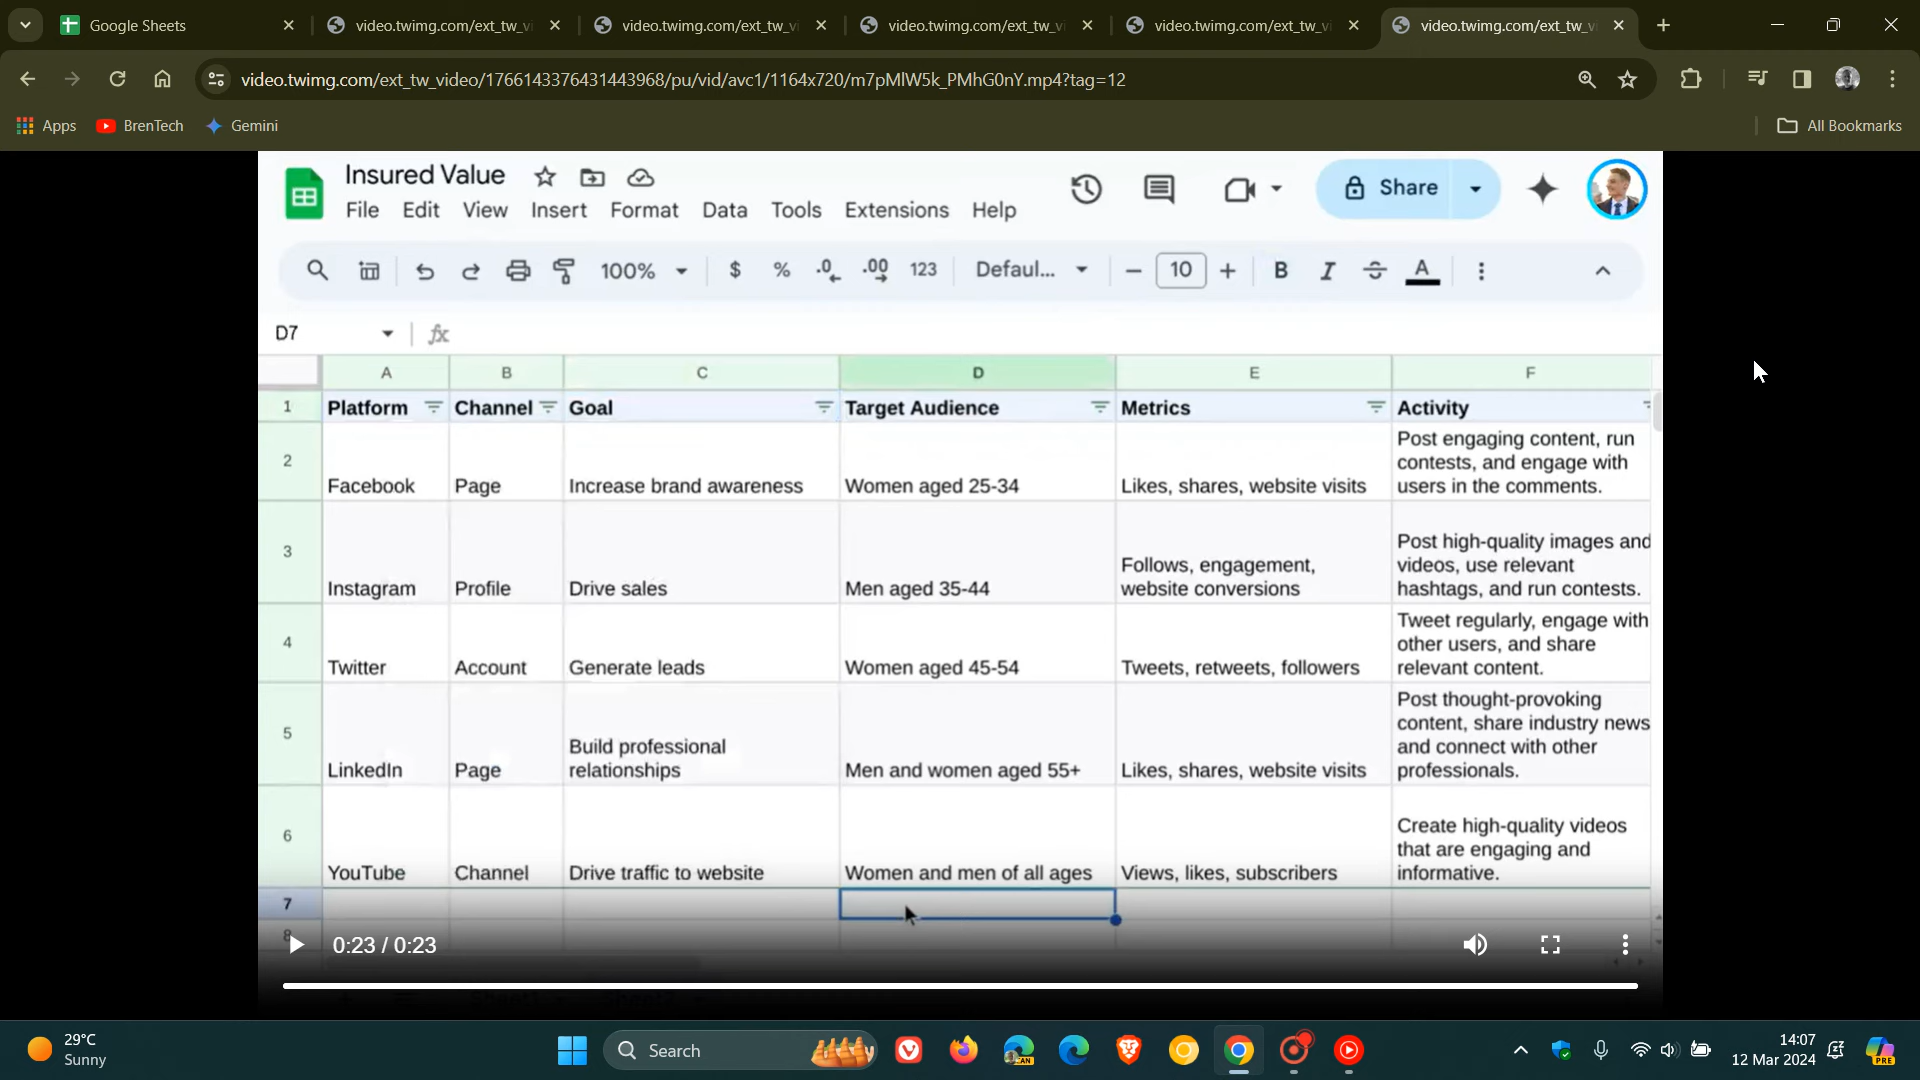 Google Sheets
video.twimg.com/ext_tw_vi
video.twimg.com/ext_tw_vi
video.twimg.com/ext_tw_vi
video.twimg.com/ext_tw_vi
video.twimg.com/ext_tw_vi
video.twimg.com/ext_tw_video/1766143376431443968/pu/vid/avc1/1164x720/m7pMlW5k_PMhG0nY.mp4?tag=12
Apps BrenTech Gemini All Bookmarks
Insured Value
File Edit View Insert Format Data Tools Extensions Help
Share
100% $ % .0 .00 123 Defaul... 10 B I S A
D7 fx
A B C D E F
1 Platform Channel Goal Target Audience Metrics Activity
2 Facebook Page Increase brand awareness Women aged 25-34 Likes, shares, website visits
Post engaging content, run
contests, and engage with
users in the comments.
3 Instagram Profile Drive sales Men aged 35-44
Follows, engagement,
website conversions
Post high-quality images and
videos, use relevant
hashtags, and run contests.
4 Twitter Account Generate leads Women aged 45-54 Tweets, retweets, followers
Tweet regularly, engage with
other users, and share
relevant content.
5 LinkedIn Page
Build professional
relationships
Men and women aged 55+ Likes, shares, website visits
Post thought-provoking
content, share industry news
and connect with other
professionals.
6 YouTube Channel Drive traffic to website Women and men of all ages Views, likes, subscribers
Create high-quality videos
that are engaging and
informative.
7
8
0:23 / 0:23
29°C
Sunny
Search
CAN
14:07
12 Mar 2024
PRE